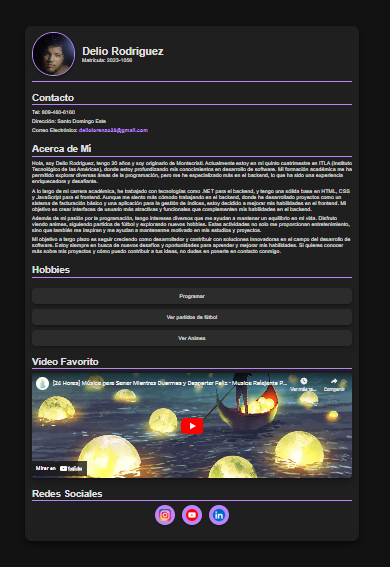 Delio Rodriguez
Matrícula: 2023-1056
Contacto
Tel: 809-490-0100
Dirección: Santo Domingo Este
Correo Electrónico: deliolorenzo25@gmail.com
Acerca de Mí
Hola, soy Delio Rodriguez, tengo 20 años y soy originario de Montecristi. Actualmente estoy en mi quinto cuatrimestre en ITLA (Instituto
Tecnológico de las Américas), donde estoy profundizando mis conocimientos en desarrollo de software. Mi formación académica me ha
permitido explorar diversas áreas de la programación, pero me he especializado más en el backend, lo que ha sido una experiencia
enriquecedora y desafiante.
A lo largo de mi carrera académica, he trabajado con tecnologías como .NET para el backend, y tengo una sólida base en HTML, CSS
y JavaScript para el frontend. Aunque me siento más cómodo trabajando en el backend, donde he desarrollado proyectos como un
sistema de facturación básico y una aplicación para la gestión de índices, estoy decidido a mejorar mis habilidades en el frontend. Mi
objetivo es crear interfaces de usuario más atractivas y funcionales que complementen mis habilidades en el backend.
Además de mi pasión por la programación, tengo intereses diversos que me ayudan a mantener un equilibrio en mi vida. Disfruto
viendo animes, siguiendo partidos de fútbol y explorando nuevos hobbies. Estas actividades no solo me proporcionan entretenimiento,
sino que también me inspiran y me ayudan a mantenerme motivado en mis estudios y proyectos.
Mi objetivo a largo plazo es seguir creciendo como desarrollador y contribuir con soluciones innovadoras en el campo del desarrollo de
software. Estoy siempre en busca de nuevos desafíos y oportunidades para aprender y mejorar mis habilidades. Si quieres conocer
más sobre mis proyectos y cómo puedo contribuir a tus ideas, no dudes en ponerte en contacto conmigo.
Hobbies
Programar
Ver partidos de fútbol
Ver Animes
Video Favorito
[24 Horas] Música para Sanar Mientras Duermes y Despertar Feliz - Musica Relajante P...
Ver más ta...
Compartir
Mirar en YouTube
Redes Sociales
in